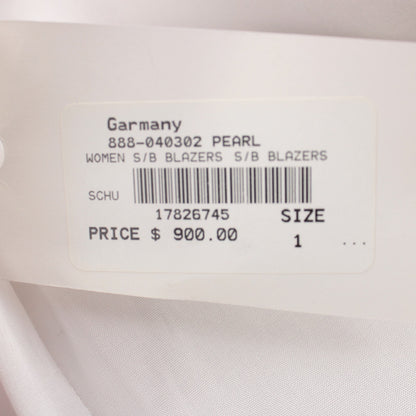 Garmany
888-040302 PEARL
WOMEN S/B BLAZERS S/B BLAZERS
SCHU
17826745 SIZE
PRICE $ 900.00 1 ...